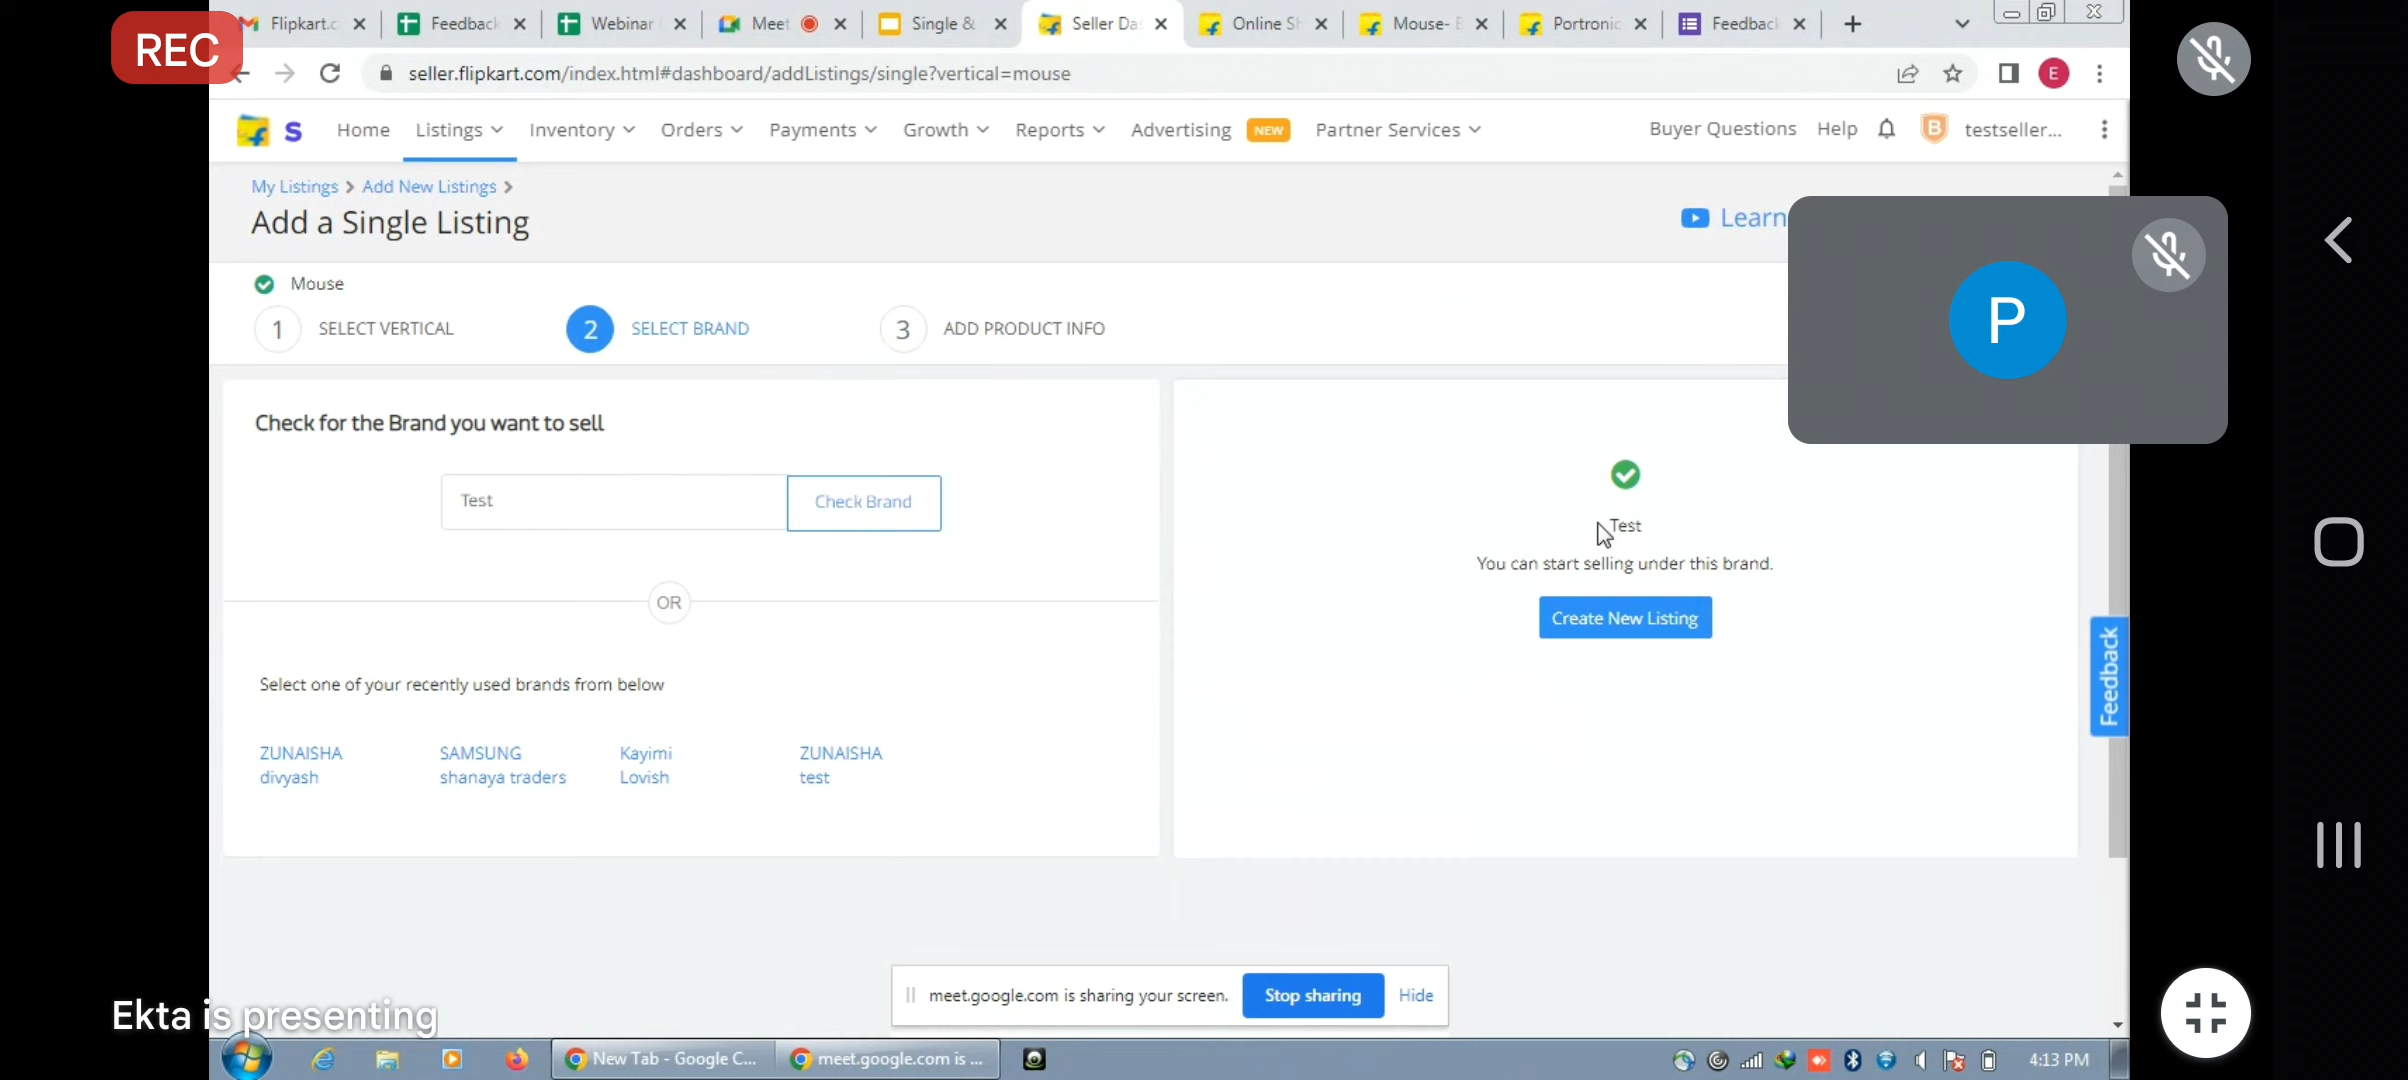 REC
Flipkart.c
Feedback
Webinar
Meet
Single &
Seller Da
Online Sh
Mouse-
Portronic
Feedback
seller.flipkart.com/index.html#dashboard/addListings/single?vertical=mouse
E
S
Home
Listings
Inventory
Orders
Payments
Growth
Reports
Advertising
NEW
Partner Services
Buyer Questions
Help
B
testseller...
My Listings > Add New Listings >
Add a Single Listing
Learn
P
Mouse
1 SELECT VERTICAL
2 SELECT BRAND
3 ADD PRODUCT INFO
Check for the Brand you want to sell
Test
Check Brand
OR
Select one of your recently used brands from below
ZUNAISHA SAMSUNG Kayimi ZUNAISHA
divyash shanaya traders Lovish test
Test
You can start selling under this brand.
Create New Listing
Feedback
meet.google.com is sharing your screen.
Stop sharing
Hide
Ekta is presenting
New Tab - Google C...
meet.google.com is ...
4:13 PM